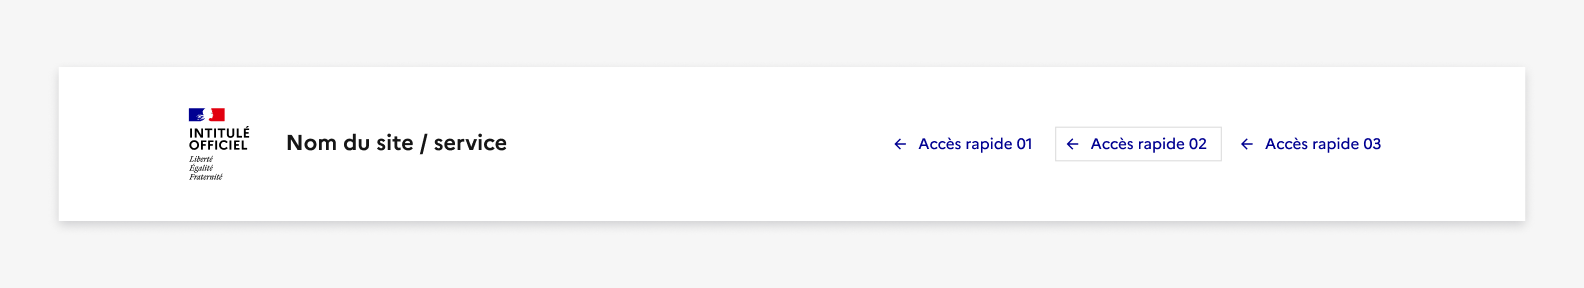 INTITULÉ
OFFICIEL
Liberté
Égalité
Fraternité
Nom du site / service
Accès rapide 01
Accès rapide 02
Accès rapide 03